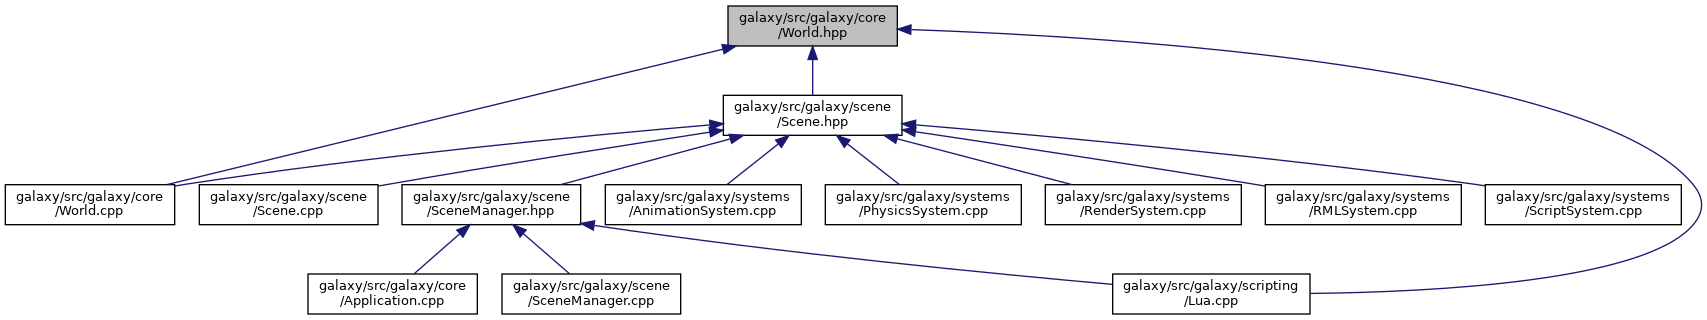 galaxy/src/galaxy/core
/World.hpp
galaxy/src/galaxy/scene
/Scene.hpp
galaxy/src/galaxy/core
/World.cpp
galaxy/src/galaxy/scene
/Scene.cpp
galaxy/src/galaxy/scene
/SceneManager.hpp
galaxy/src/galaxy/systems
/AnimationSystem.cpp
galaxy/src/galaxy/systems
/PhysicsSystem.cpp
galaxy/src/galaxy/systems
/RenderSystem.cpp
galaxy/src/galaxy/systems
/RMLSystem.cpp
galaxy/src/galaxy/systems
/ScriptSystem.cpp
galaxy/src/galaxy/core
/Application.cpp
galaxy/src/galaxy/scene
/SceneManager.cpp
galaxy/src/galaxy/scripting
/Lua.cpp